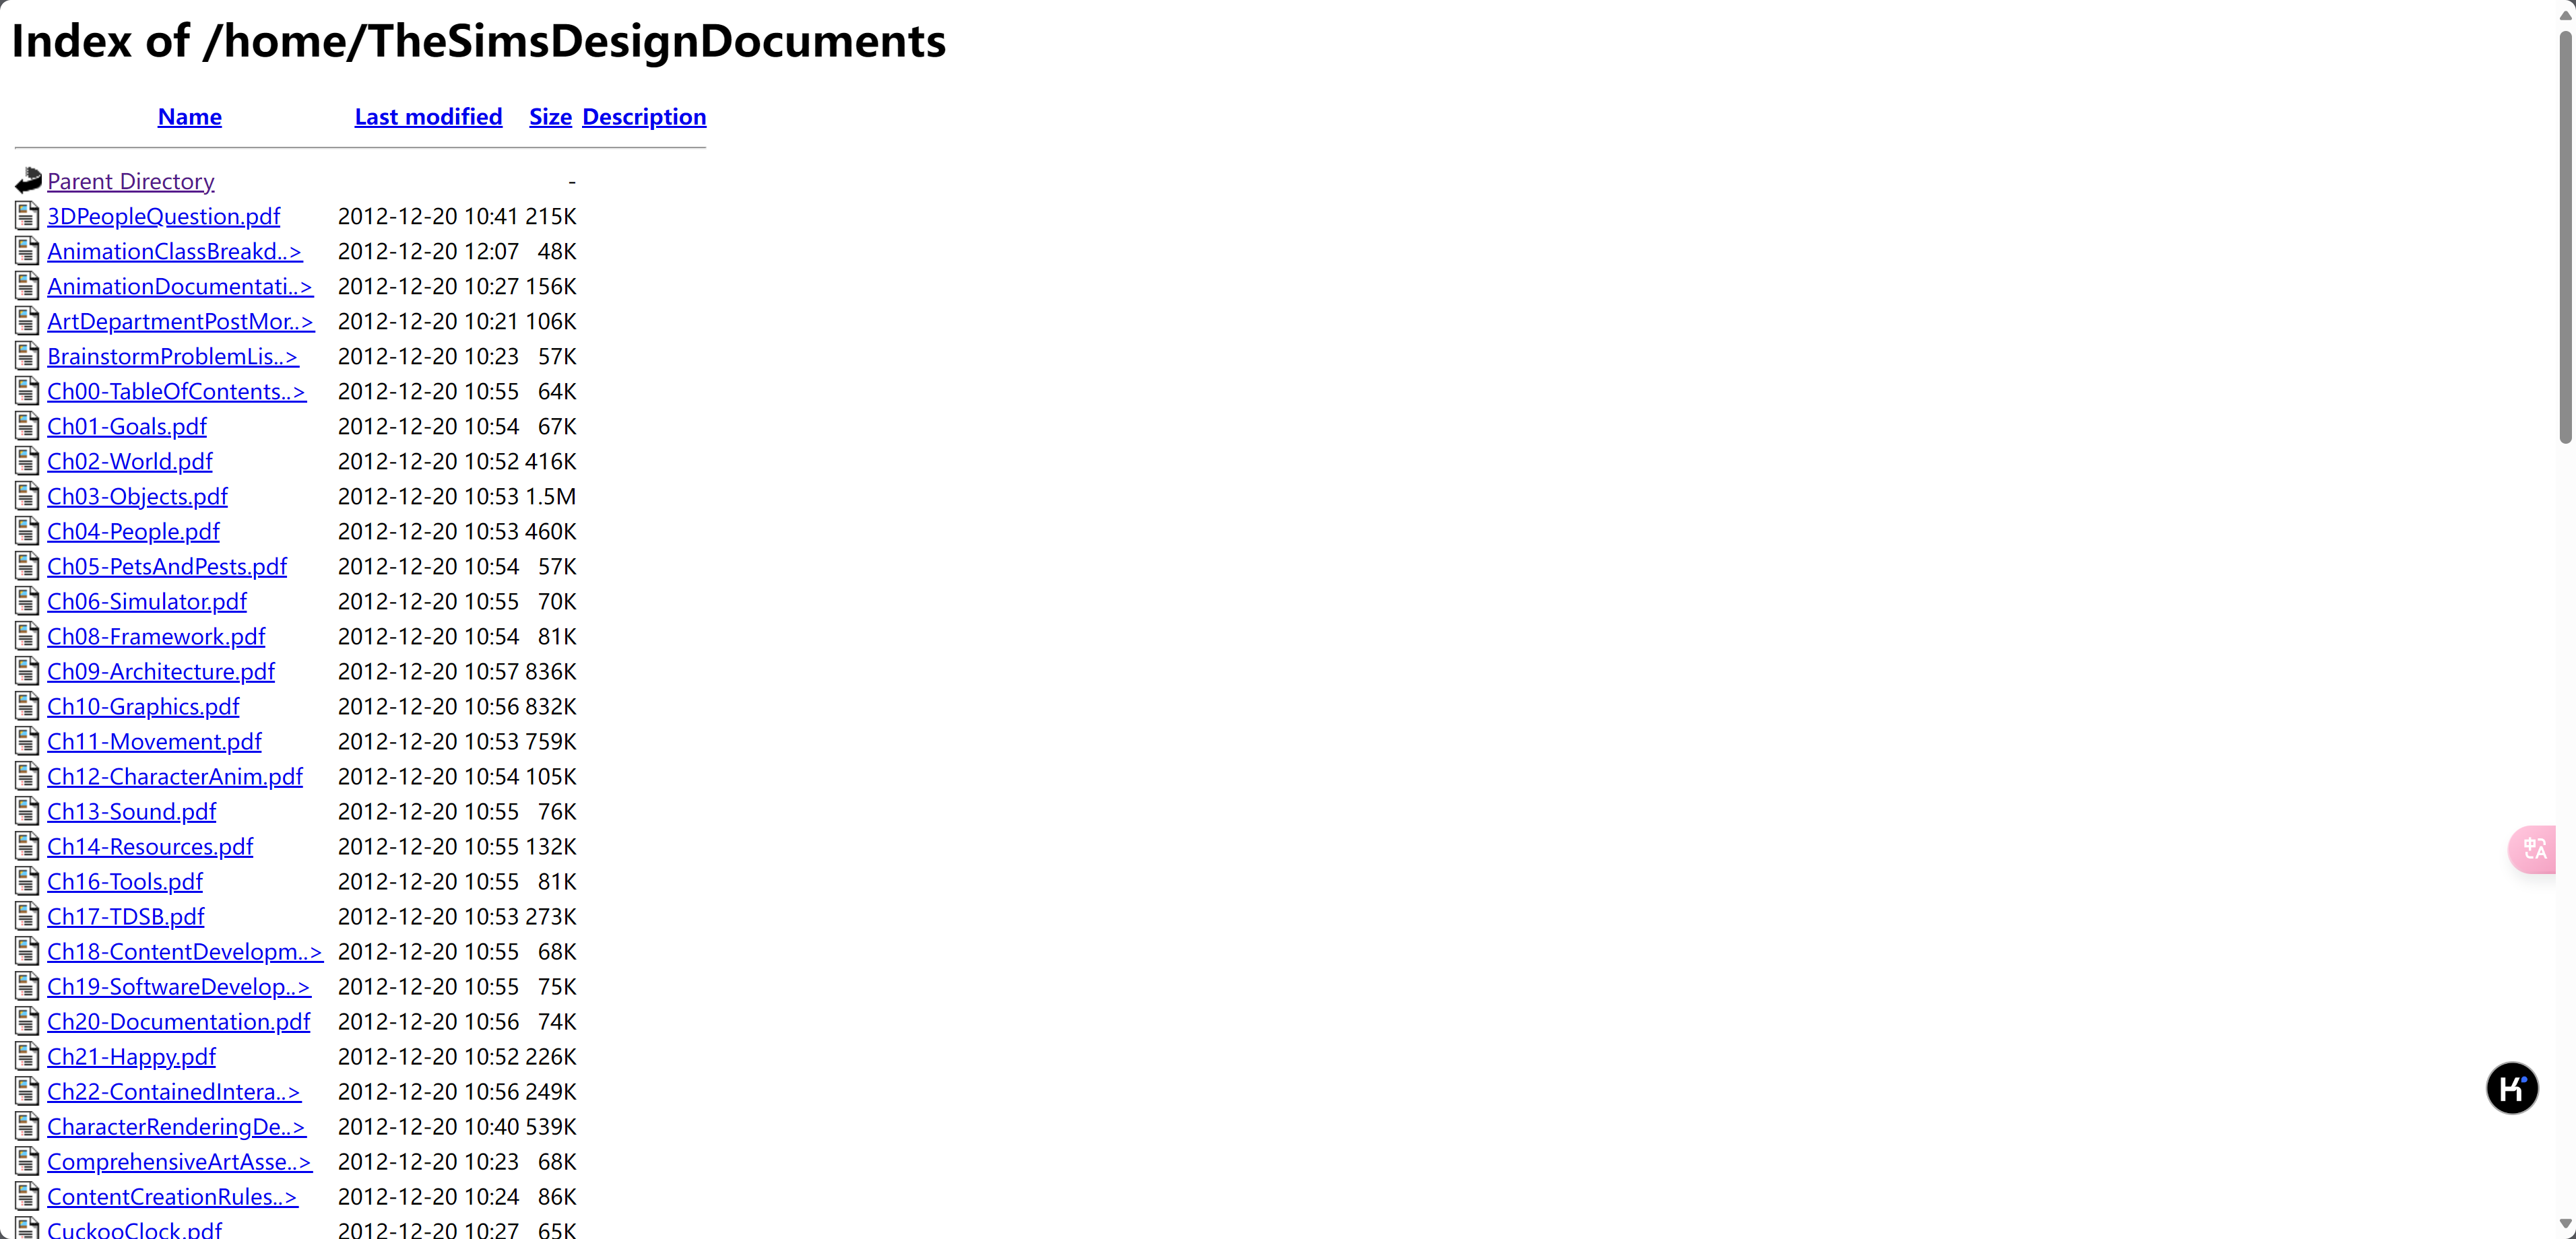 Index of /home/TheSimsDesignDocuments
Name Last modified Size Description
Parent Directory -
3DPeopleQuestion.pdf 2012-12-20 10:41 215K
AnimationClassBreakd..> 2012-12-20 12:07 48K
AnimationDocumentati..> 2012-12-20 10:27 156K
ArtDepartmentPostMor..> 2012-12-20 10:21 106K
BrainstormProblemLis..> 2012-12-20 10:23 57K
Ch00-TableOfContents..> 2012-12-20 10:55 64K
Ch01-Goals.pdf 2012-12-20 10:54 67K
Ch02-World.pdf 2012-12-20 10:52 416K
Ch03-Objects.pdf 2012-12-20 10:53 1.5M
Ch04-People.pdf 2012-12-20 10:53 460K
Ch05-PetsAndPests.pdf 2012-12-20 10:54 57K
Ch06-Simulator.pdf 2012-12-20 10:55 70K
Ch08-Framework.pdf 2012-12-20 10:54 81K
Ch09-Architecture.pdf 2012-12-20 10:57 836K
Ch10-Graphics.pdf 2012-12-20 10:56 832K
Ch11-Movement.pdf 2012-12-20 10:53 759K
Ch12-CharacterAnim.pdf 2012-12-20 10:54 105K
Ch13-Sound.pdf 2012-12-20 10:55 76K
Ch14-Resources.pdf 2012-12-20 10:55 132K
Ch16-Tools.pdf 2012-12-20 10:55 81K
Ch17-TDSB.pdf 2012-12-20 10:53 273K
Ch18-ContentDevelopm..> 2012-12-20 10:55 68K
Ch19-SoftwareDevelop..> 2012-12-20 10:55 75K
Ch20-Documentation.pdf 2012-12-20 10:56 74K
Ch21-Happy.pdf 2012-12-20 10:52 226K
Ch22-ContainedIntera..> 2012-12-20 10:56 249K
CharacterRenderingDe..> 2012-12-20 10:40 539K
ComprehensiveArtAsse..> 2012-12-20 10:23 68K
ContentCreationRules..> 2012-12-20 10:24 86K
CuckooClock.pdf 2012-12-20 10:27 65K
中A
K